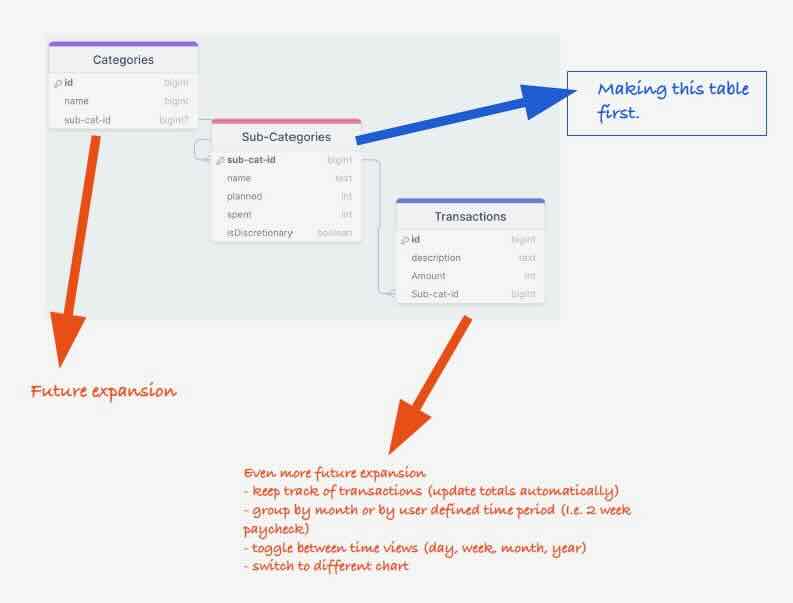 Categories
id bigint
name bigint
sub-cat-id bigint?
Making this table
first.
Sub-Categories
sub-cat-id bigint
name text
planned int
spent int
isDiscretionary boolean
Transactions
id bigint
description text
Amount int
Sub-cat-id bigint
Future expansion
Even more future expansion
- keep track of transactions (update totals automatically)
- group by month or by user defined time period (I.e. 2 week
paycheck)
- toggle between time views (day, week, month, year)
- switch to different chart